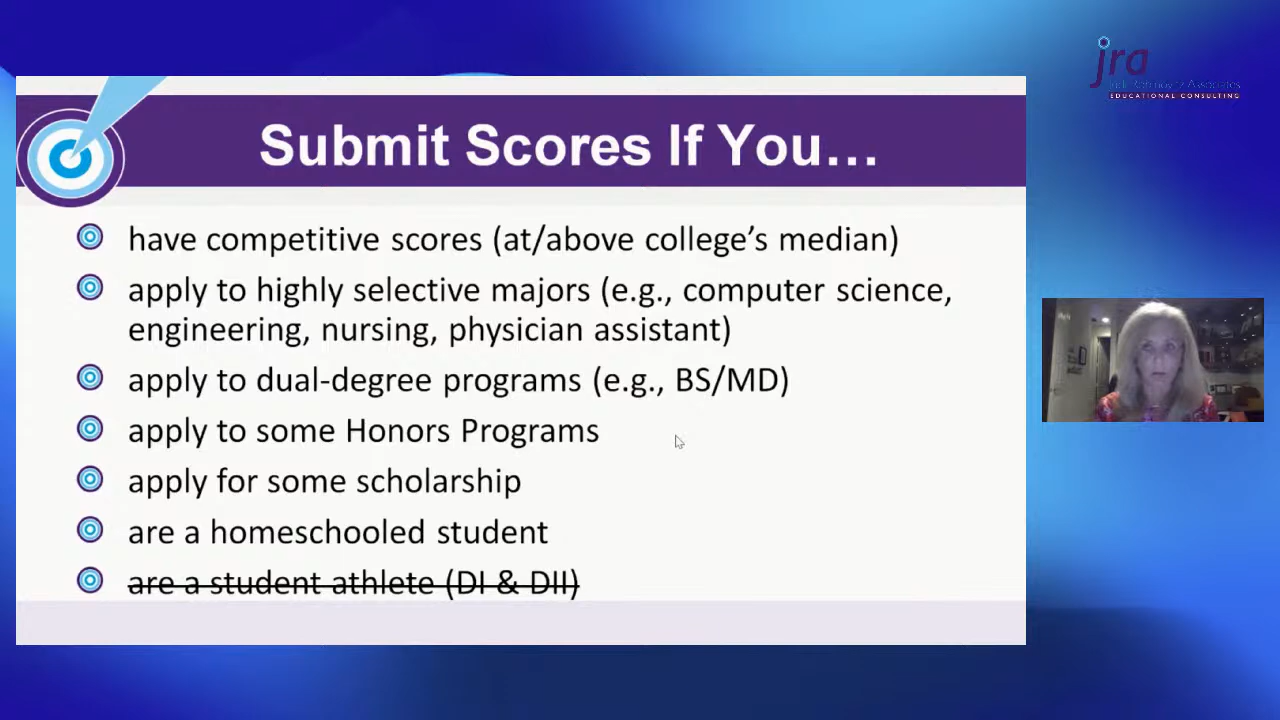 jra
Associates
EDUCATIONAL CONSULTING
Submit Scores If You…
have competitive scores (at/above college’s median)
apply to highly selective majors (e.g., computer science,
engineering, nursing, physician assistant)
apply to dual-degree programs (e.g., BS/MD)
apply to some Honors Programs
apply for some scholarship
are a homeschooled student
are a student athlete (DI & DII)